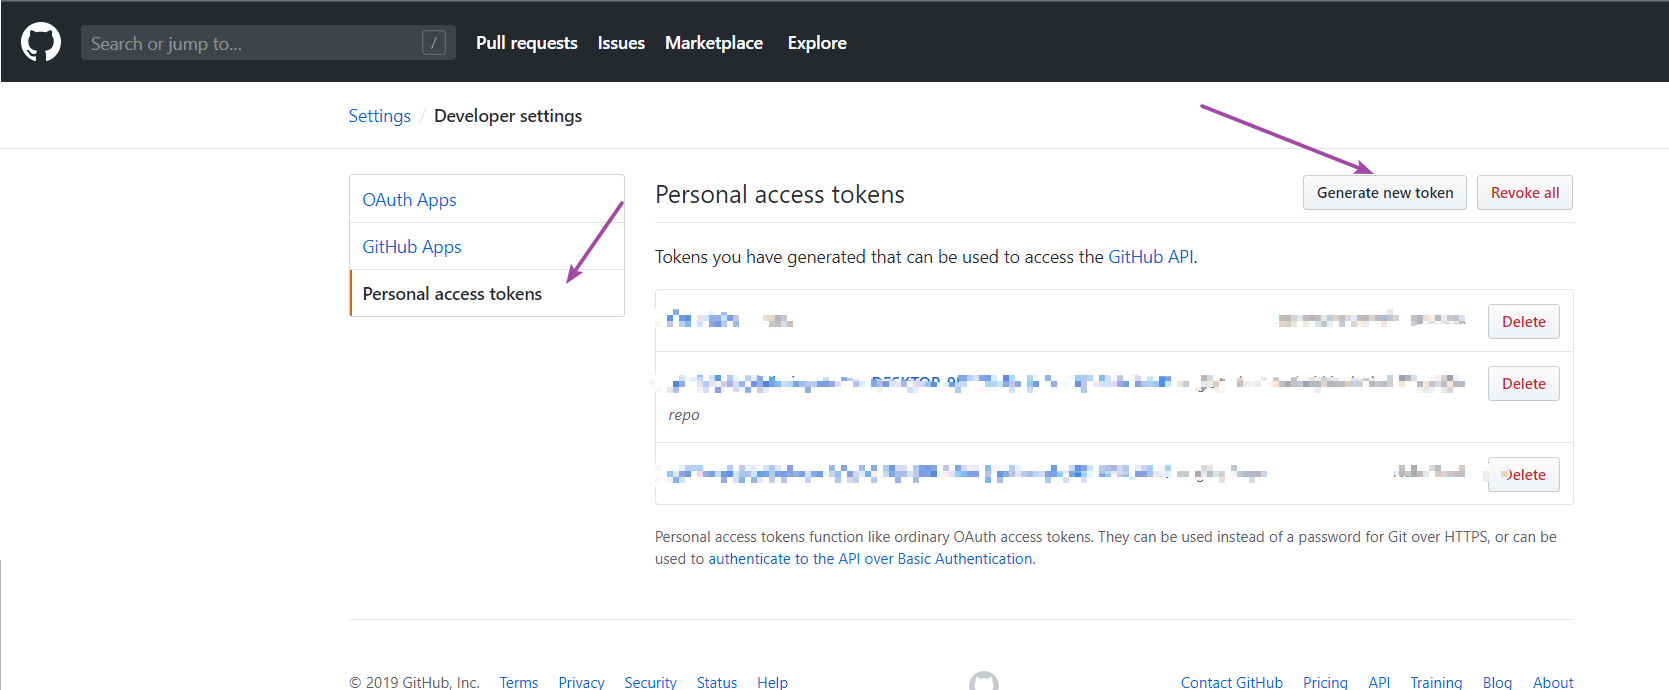 Search or jump to... /
Pull requests Issues Marketplace Explore
Settings / Developer settings
OAuth Apps
GitHub Apps
Personal access tokens
Personal access tokens
Generate new token Revoke all
Tokens you have generated that can be used to access the GitHub API.
Delete
Delete
repo
Delete
Personal access tokens function like ordinary OAuth access tokens. They can be used instead of a password for Git over HTTPS, or can be
used to authenticate to the API over Basic Authentication.
© 2019 GitHub, Inc. Terms Privacy Security Status Help
Contact GitHub Pricing API Training Blog About